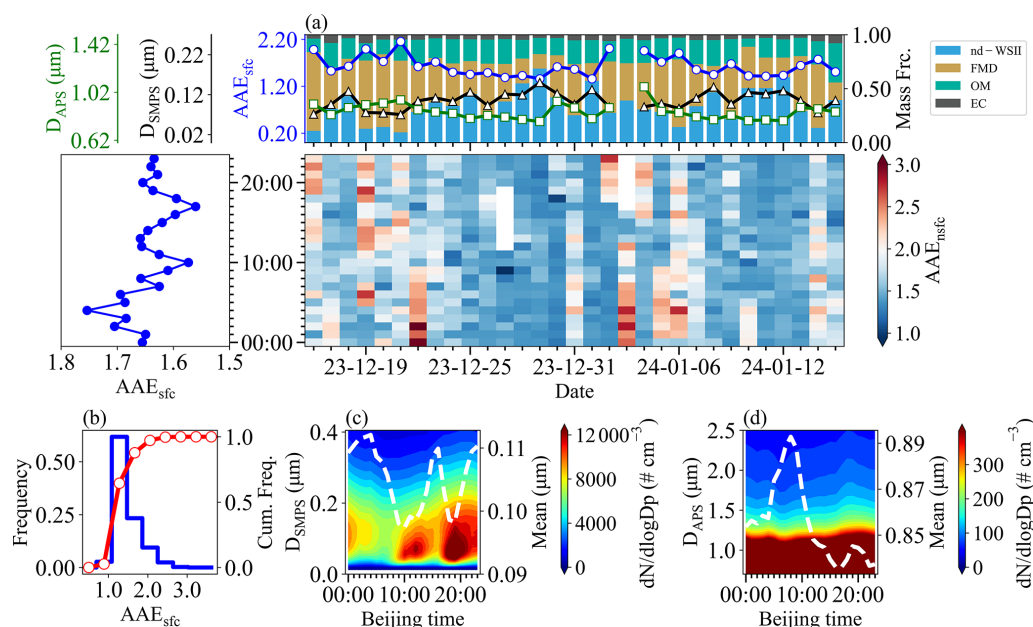 (a)
D_APS (μm)
1.42
1.02
0.62
D_SMPS (μm)
0.22
0.12
0.02
AAE_sfc
2.20
1.20
0.20
Mass Frc.
1.00
0.50
0.00
nd−WSII
FMD
OM
EC
20:00
10:00
00:00
1.8 1.7 1.6 1.5
AAE_sfc
23-12-19 23-12-25 23-12-31 24-01-06 24-01-12
Date
3.0
2.5
2.0
1.5
1.0
AAE_nsfc
(b)
Frequency
0.50
0.25
0.00
1.0 2.0 3.0
AAE_sfc
1.0
0.5
0.0
Cum. Freq.
(c)
D_SMPS (μm)
0.4
0.2
0.0
00:00 10:00 20:00
Beijing time
0.11
0.10
0.09
Mean (μm)
12 000
8000
4000
0
dN/dlogDp (# cm⁻³)
(d)
D_APS (μm)
2.5
2.0
1.5
1.0
00:00 10:00 20:00
Beijing time
0.89
0.87
0.85
Mean (μm)
300
200
100
0
dN/dlogDp (# cm⁻³)